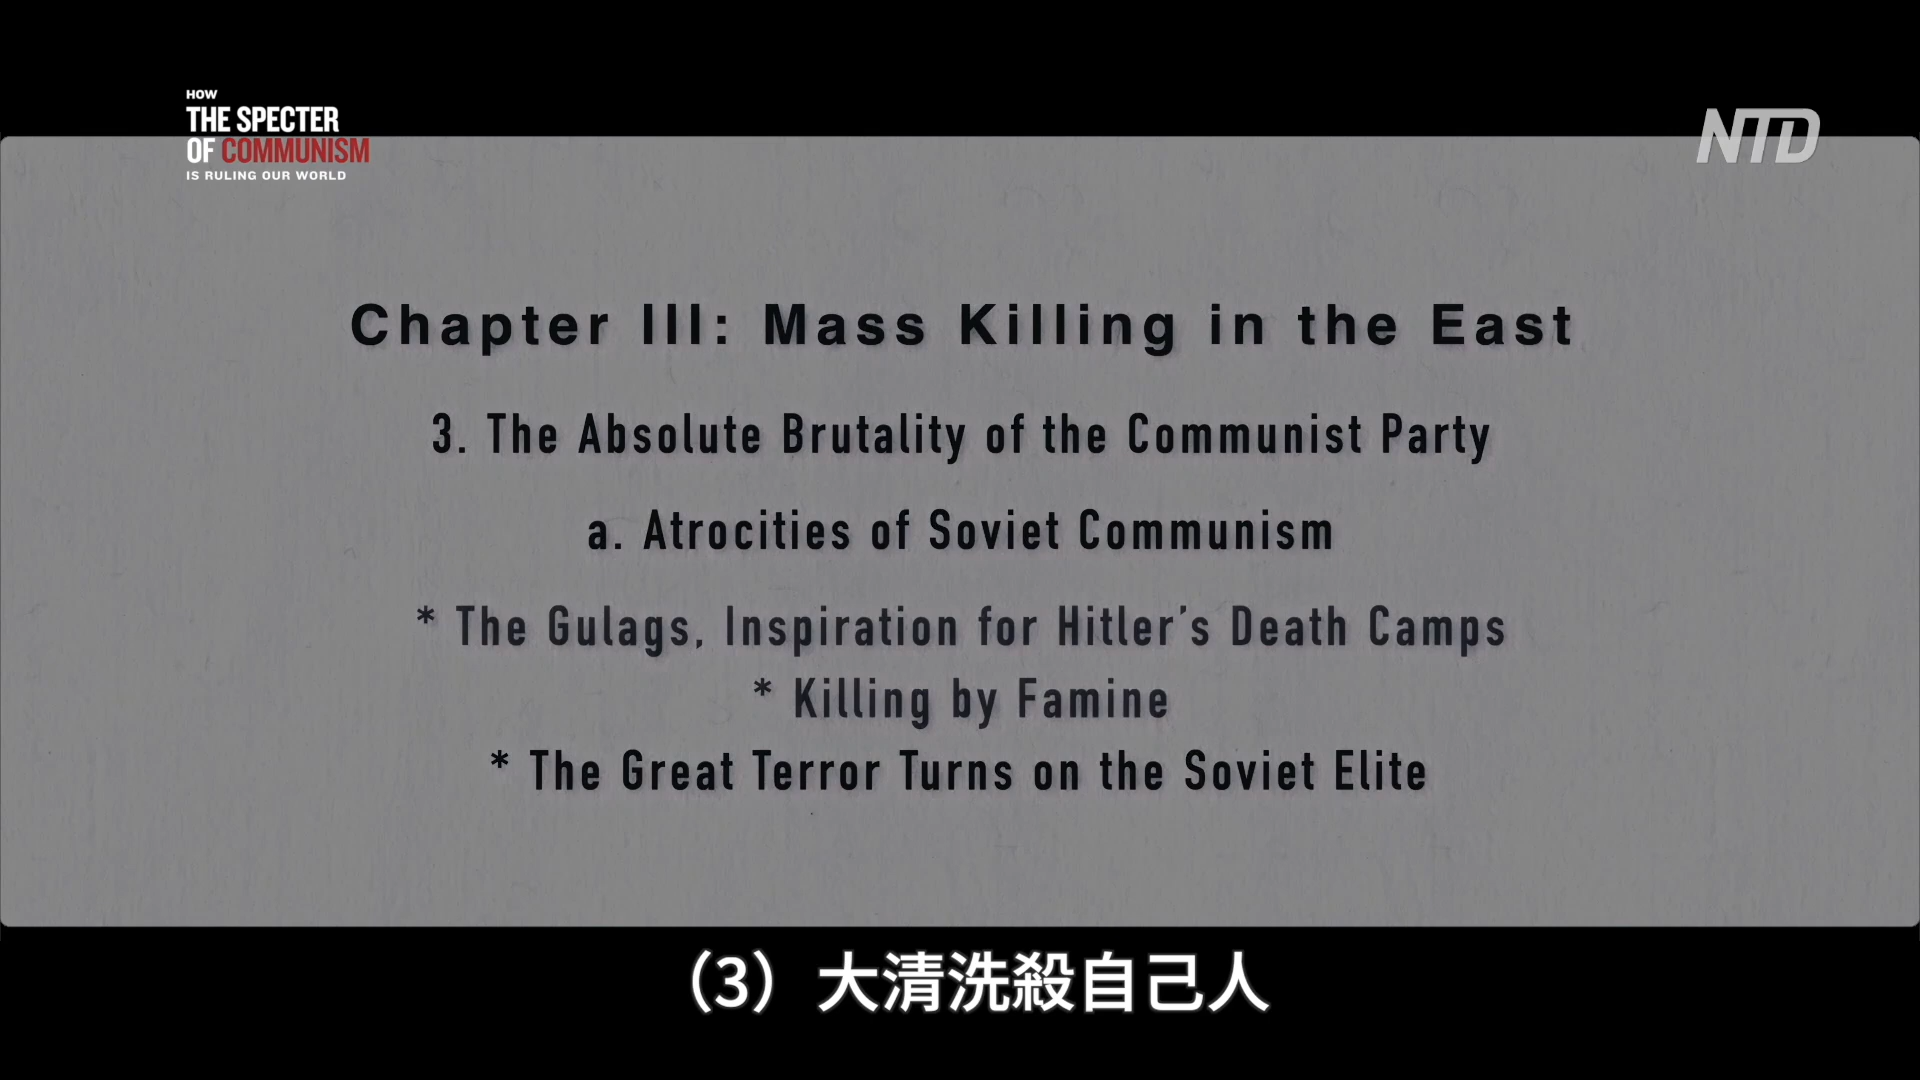 HOW
THE SPECTER
OF COMMUNISM
IS RULING OUR WORLD
NTD
Chapter III: Mass Killing in the East
3. The Absolute Brutality of the Communist Party
a. Atrocities of Soviet Communism
* The Gulags, Inspiration for Hitler's Death Camps
* Killing by Famine
* The Great Terror Turns on the Soviet Elite
（3）大清洗殺自己人